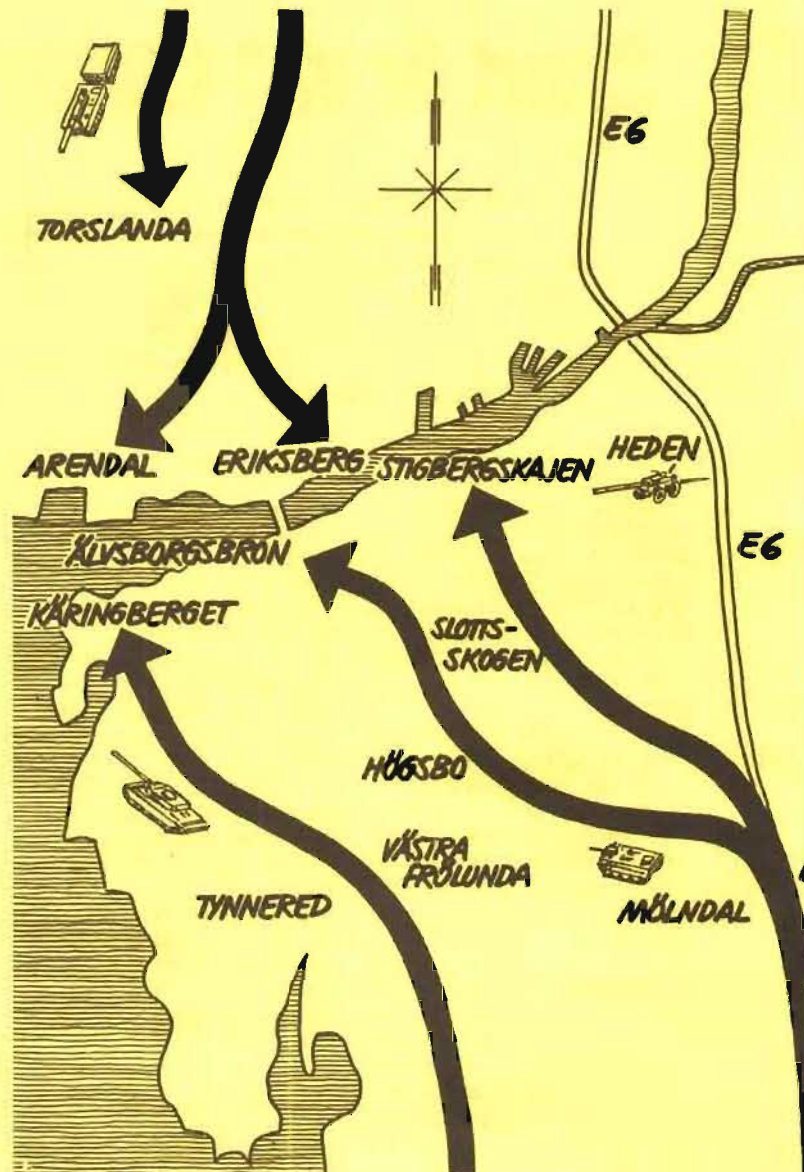 E6
TORSLANDA
ARENDAL
ERIKSBERG
STIGBERGSKAJEN
HEDEN
ÄLVSBORGSBRON
E6
KÄRINGBERGET
SLOTTS-
SKOGEN
HÖGSBO
VÄSTRA
FRÖLUNDA
TYNNERED
MÖLNDAL